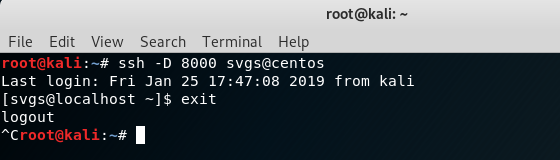 root@kali: ~
File Edit View Search Terminal Help
root@kali:~# ssh -D 8000 svgs@centos
Last login: Fri Jan 25 17:47:08 2019 from kali
[svgs@localhost ~]$ exit
logout
^Croot@kali:~#